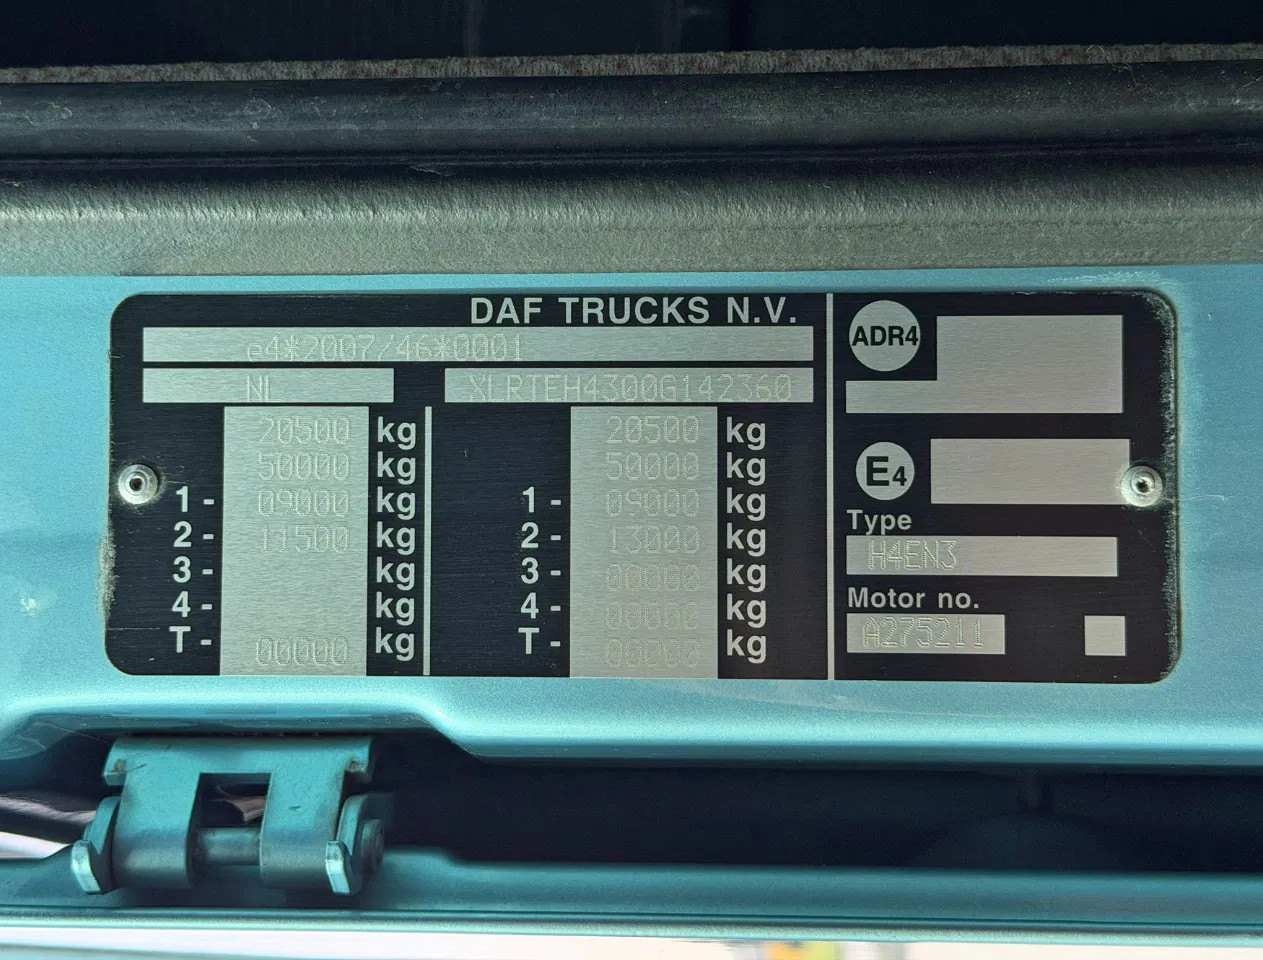 DAF TRUCKS N.V.
e4*2007/46*0001
NL XLRTEH4300G142360
20500 kg 20500 kg
50000 kg 50000 kg
1- 09000 kg 1- 09000 kg
2- 11500 kg 2- 13000 kg
3- kg 3- 00000 kg
4- kg 4- 00000 kg
T- 00000 kg T- 00000 kg
ADR4
E4
Type
H4EN3
Motor no.
A275211